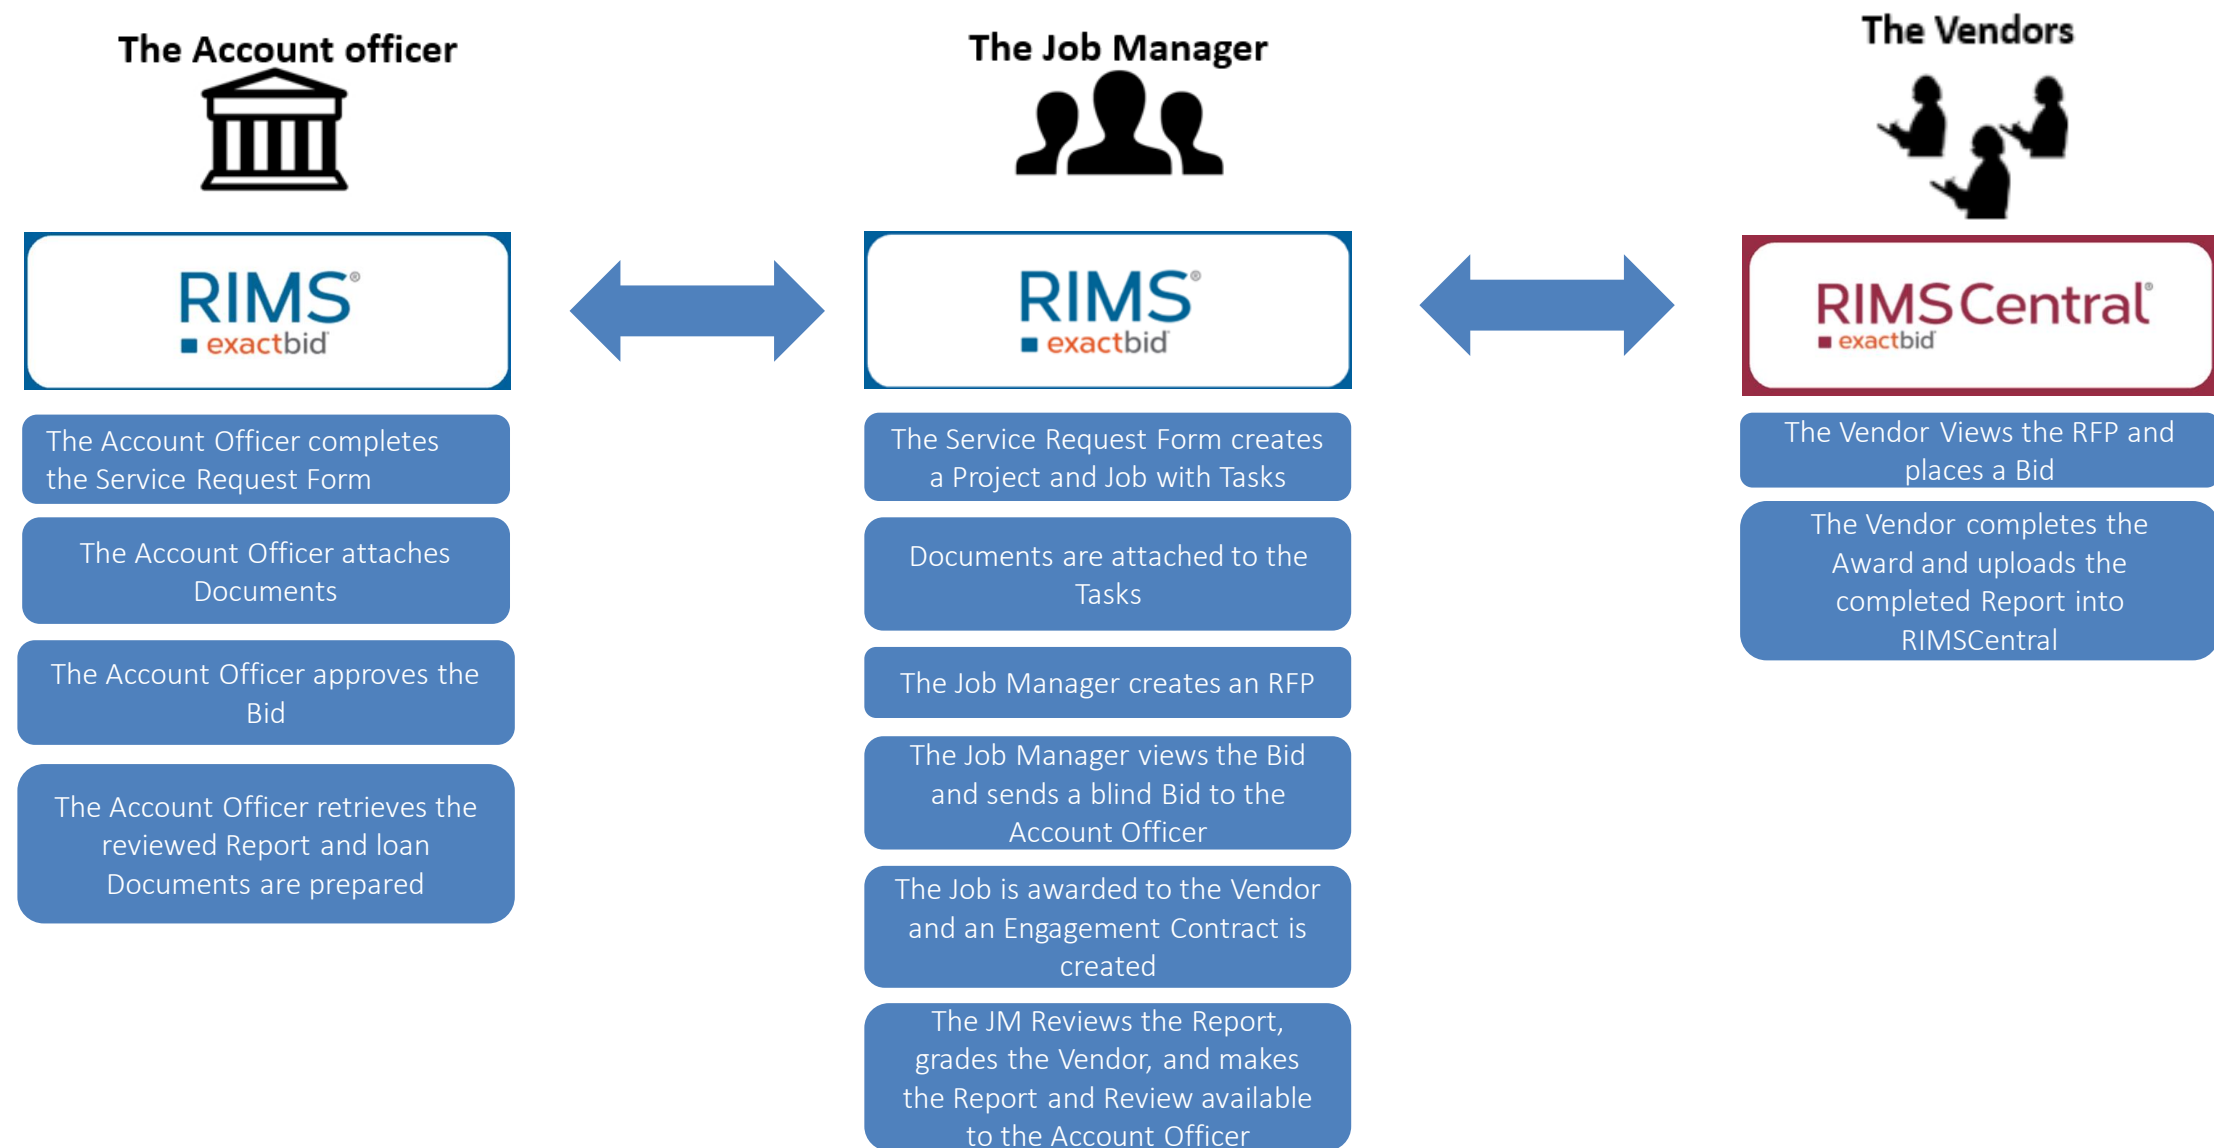 The Account officer
RIMS®
exactbid
The Account Officer completes
the Service Request Form
The Account Officer attaches
Documents
The Account Officer approves the
Bid
The Account Officer retrieves the
reviewed Report and loan
Documents are prepared
The Job Manager
RIMS®
exactbid
The Service Request Form creates
a Project and Job with Tasks
Documents are attached to the
Tasks
The Job Manager creates an RFP
The Job Manager views the Bid
and sends a blind Bid to the
Account Officer
The Job is awarded to the Vendor
and an Engagement Contract is
created
The JM Reviews the Report,
grades the Vendor, and makes
the Report and Review available
to the Account Officer
The Vendors
RIMSCentral®
exactbid
The Vendor Views the RFP and
places a Bid
The Vendor completes the
Award and uploads the
completed Report into
RIMSCentral